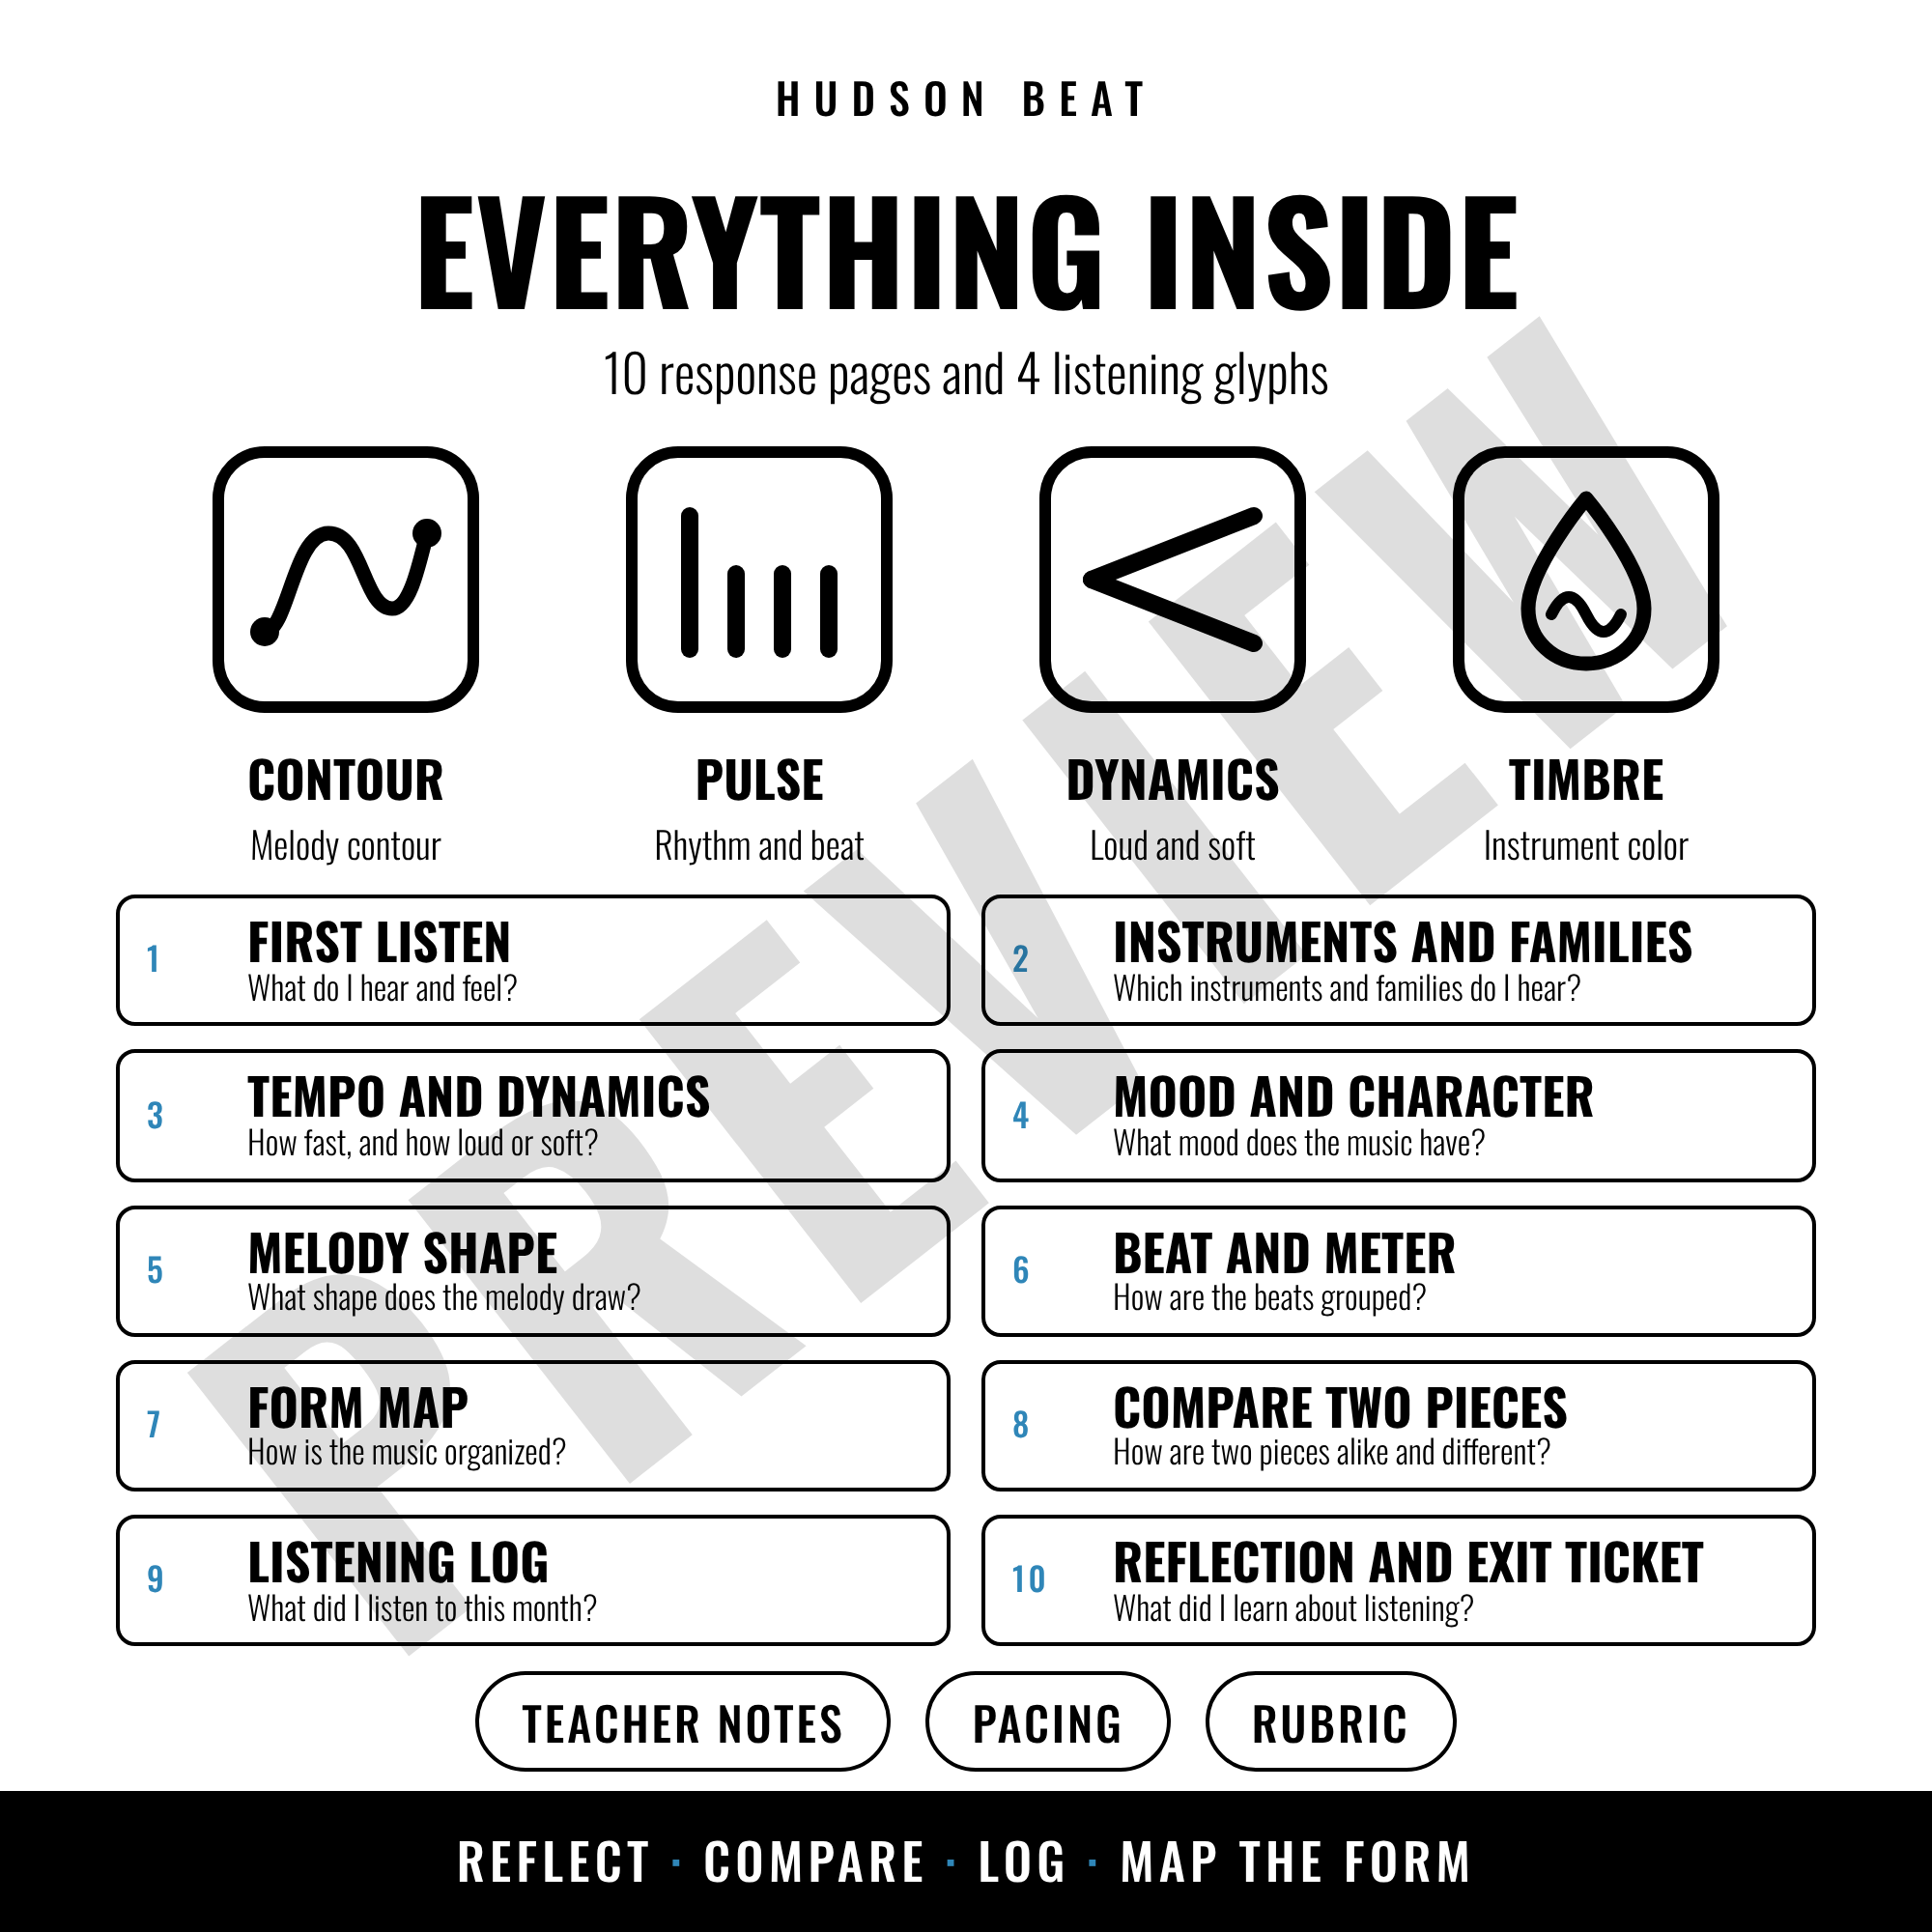 HUDSON BEAT
EVERYTHING INSIDE
10 response pages and 4 listening glyphs
CONTOUR
Melody contour
PULSE
Rhythm and beat
DYNAMICS
Loud and soft
TIMBRE
Instrument color
1
FIRST LISTEN
What do I hear and feel?
2
INSTRUMENTS AND FAMILIES
Which instruments and families do I hear?
3
TEMPO AND DYNAMICS
How fast, and how loud or soft?
4
MOOD AND CHARACTER
What mood does the music have?
5
MELODY SHAPE
What shape does the melody draw?
6
BEAT AND METER
How are the beats grouped?
7
FORM MAP
How is the music organized?
8
COMPARE TWO PIECES
How are two pieces alike and different?
9
LISTENING LOG
What did I listen to this month?
10
REFLECTION AND EXIT TICKET
What did I learn about listening?
TEACHER NOTES
PACING
RUBRIC
REFLECT · COMPARE · LOG · MAP THE FORM
PREVIEW